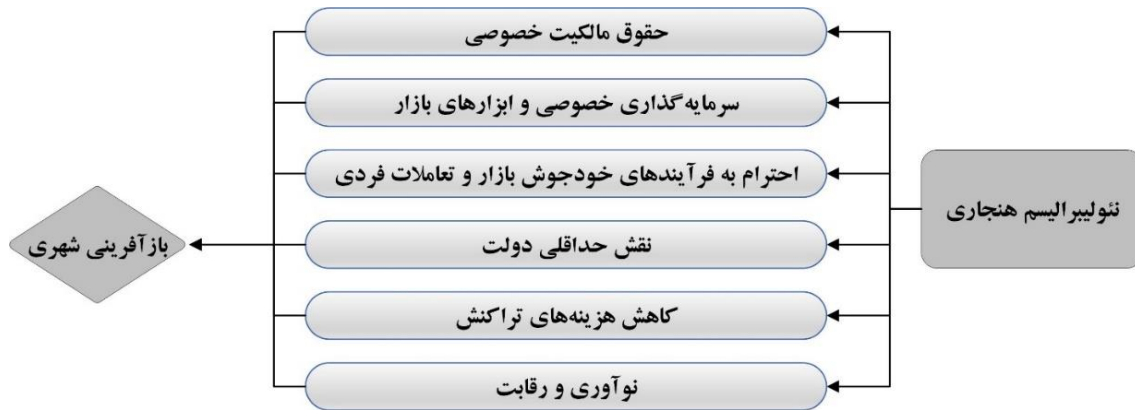 نئولیبرالیسم هنجاری
حقوق مالکیت خصوصی
سرمایه‌گذاری خصوصی و ابزارهای بازار
احترام به فرآیندهای خودجوش بازار و تعاملات فردی
نقش حداقلی دولت
کاهش هزینه‌های تراکنش
نوآوری و رقابت
بازآفرینی شهری